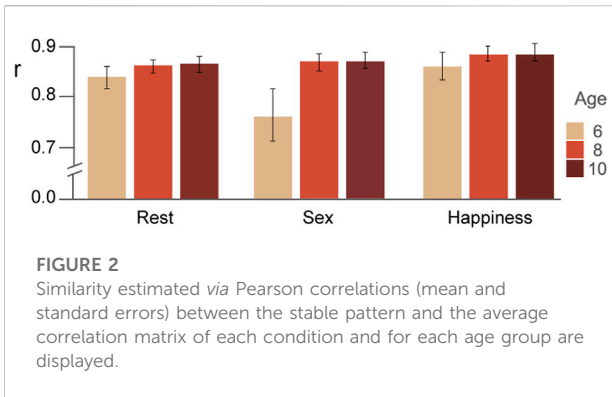 0.9
r
0.8
Age
6
0.7
8
10
0.0
Rest Sex Happiness
FIGURE 2
Similarity estimated via Pearson correlations (mean and
standard errors) between the stable pattern and the average
correlation matrix of each condition and for each age group are
displayed.